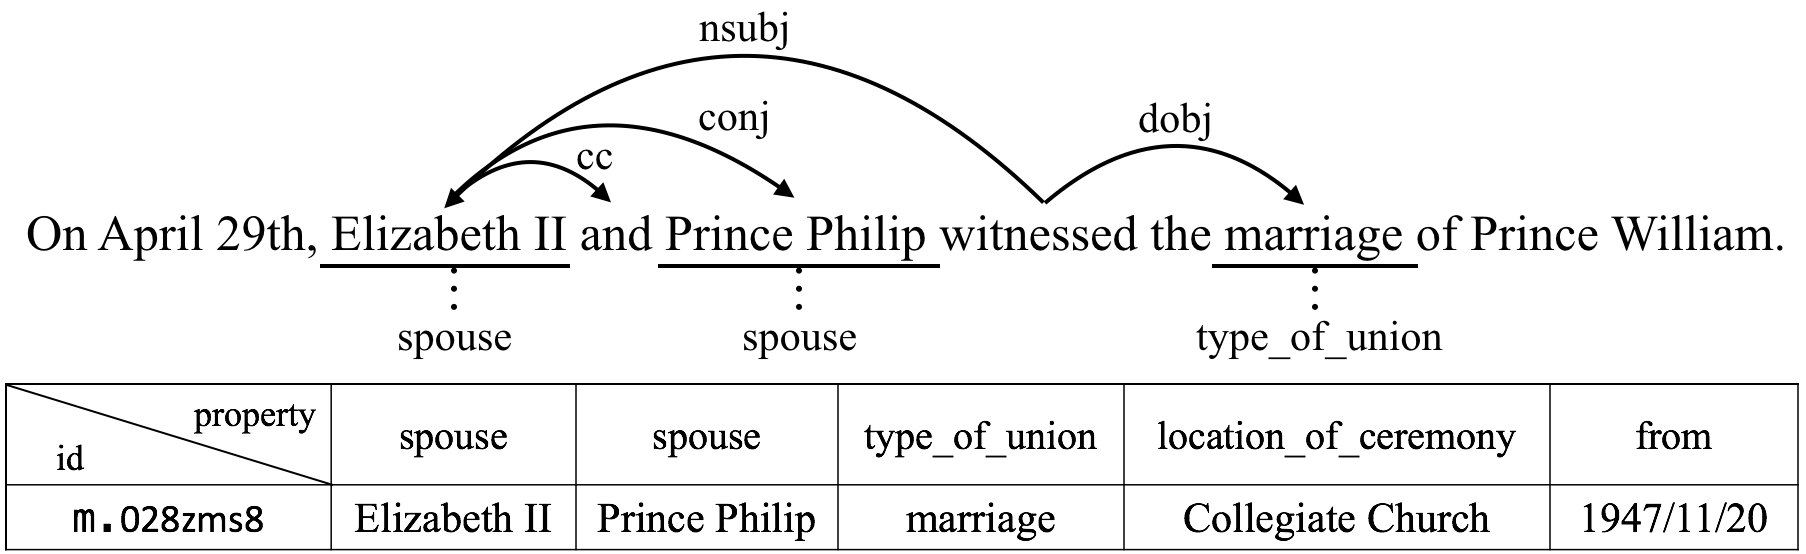 nsubj
conj
dobj
cc
On April 29th, Elizabeth II and Prince Philip witnessed the marriage of Prince William.
spouse spouse type_of_union
property
id
spouse spouse type_of_union location_of_ceremony from
m.028zms8 Elizabeth II Prince Philip marriage Collegiate Church 1947/11/20